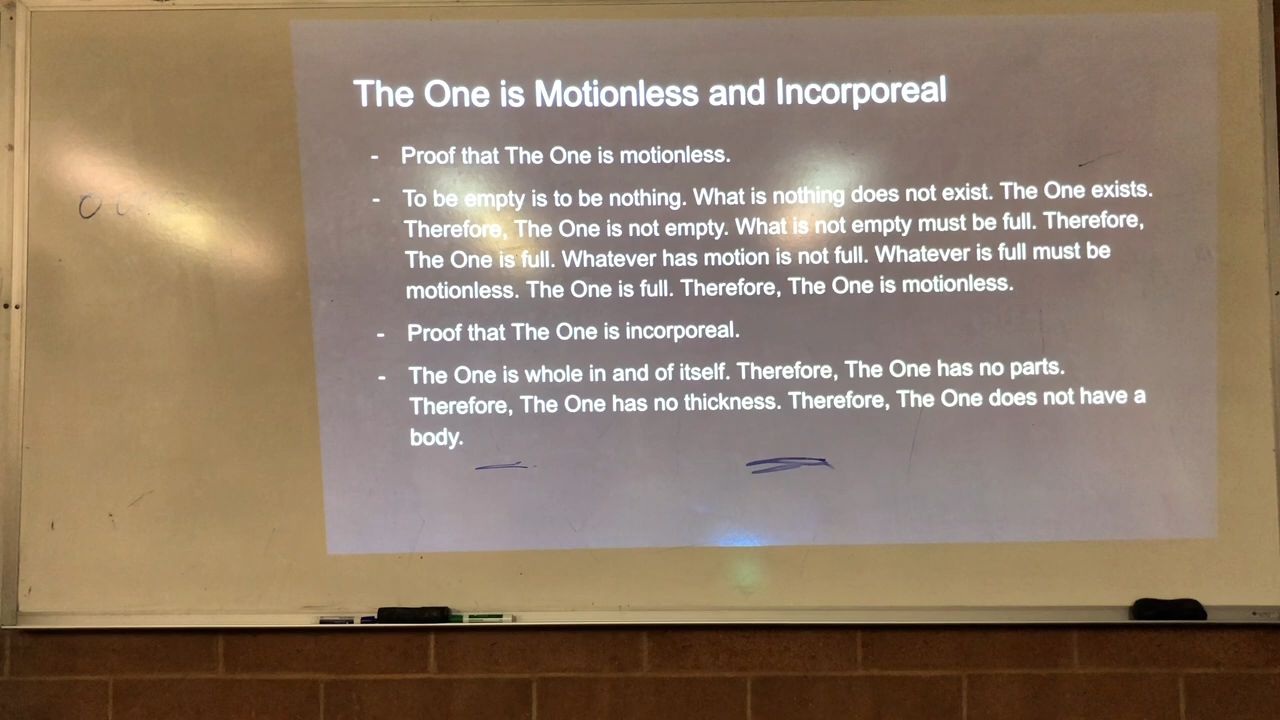 The One is Motionless and Incorporeal
- Proof that The One is motionless.
- To be empty is to be nothing. What is nothing does not exist. The One exists.
Therefore, The One is not empty. What is not empty must be full. Therefore,
The One is full. Whatever has motion is not full. Whatever is full must be
motionless. The One is full. Therefore, The One is motionless.
- Proof that The One is incorporeal.
- The One is whole in and of itself. Therefore, The One has no parts.
Therefore, The One has no thickness. Therefore, The One does not have a
body.